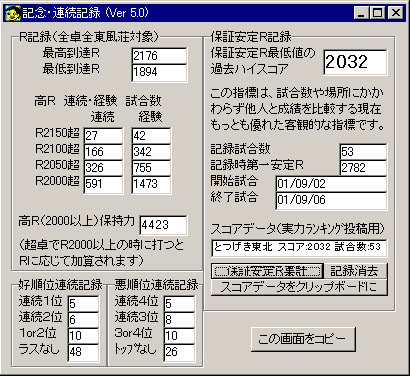 記念・連続記録 (Ver 5.0)
R記録(全卓全東風荘対象)
最高到達R 2176
最低到達R 1894
高R 連続・経験 試合数
連続 経験
R2150超 27 42
R2100超 166 342
R2050超 326 755
R2000超 591 1473
高R(2000以上)保持力 4423
(超卓でR2000以上の時に打つと
Rに応じて加算されます)
好順位連続記録
連続1位 5
連続2位 6
1or2位 10
ラスなし 48
悪順位連続記録
連続4位 5
連続3位 8
3or4位 10
トップなし 26
保証安定R記録
保証安定R最低値の
過去ハイスコア 2032
この指標は、試合数や場所にかか
わらず他人と成績を比較する現在
もっとも優れた客観的な指標です。
記録試合数 53
記録時第一安定R 2782
開始試合 01/09/02
終了試合 01/09/06
スコアデータ(実力ランキング投稿用)
とつげき東北 スコア:2032 試合数:53
保証安定R集計 記録消去
スコアデータをクリップボードに
この画面をコピー